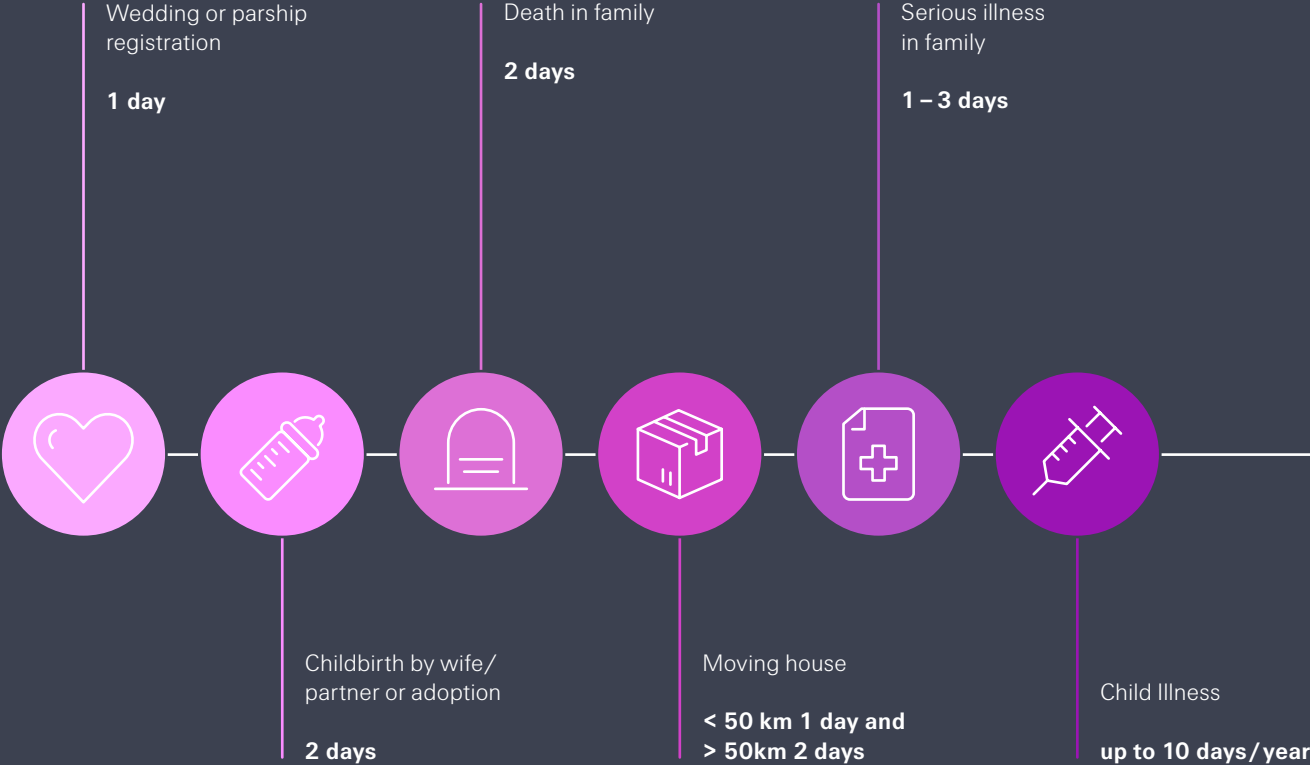 Wedding or parship
registration
1 day
Death in family
2 days
Serious illness
in family
1 – 3 days
Childbirth by wife/
partner or adoption
2 days
Moving house
< 50 km 1 day and
> 50km 2 days
Child Illness
up to 10 days/year